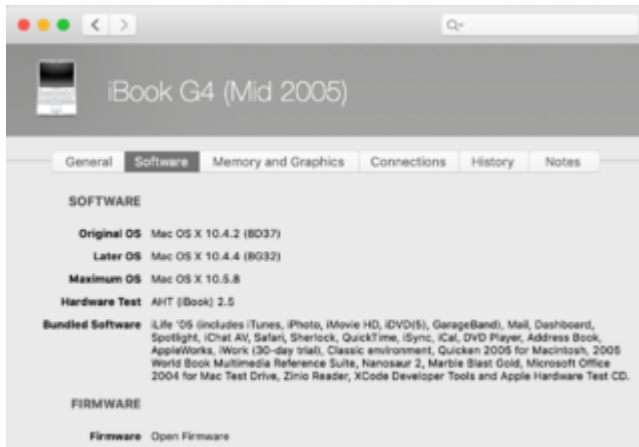 iBook G4 (Mid 2005)
General Software Memory and Graphics Connections History Notes
SOFTWARE
Original OS Mac OS X 10.4.2 (8D37)
Later OS Mac OS X 10.4.4 (8G32)
Maximum OS Mac OS X 10.5.8
Hardware Test AHT (iBook) 2.5
Bundled Software iLife '05 (includes iTunes, iPhoto, iMovie HD, iDVD(5), GarageBand), Mail, Dashboard,
Spotlight, iChat AV, Safari, Sherlock, QuickTime, iSync, iCal, DVD Player, Address Book,
AppleWorks, iWork (30-day trial), Classic environment, Quicken 2005 for Macintosh, 2005
World Book Multimedia Reference Suite, Nanosaur 2, Marble Blast Gold, Microsoft Office
2004 for Mac Test Drive, Zinio Reader, XCode Developer Tools and Apple Hardware Test CD.
FIRMWARE
Firmware Open Firmware